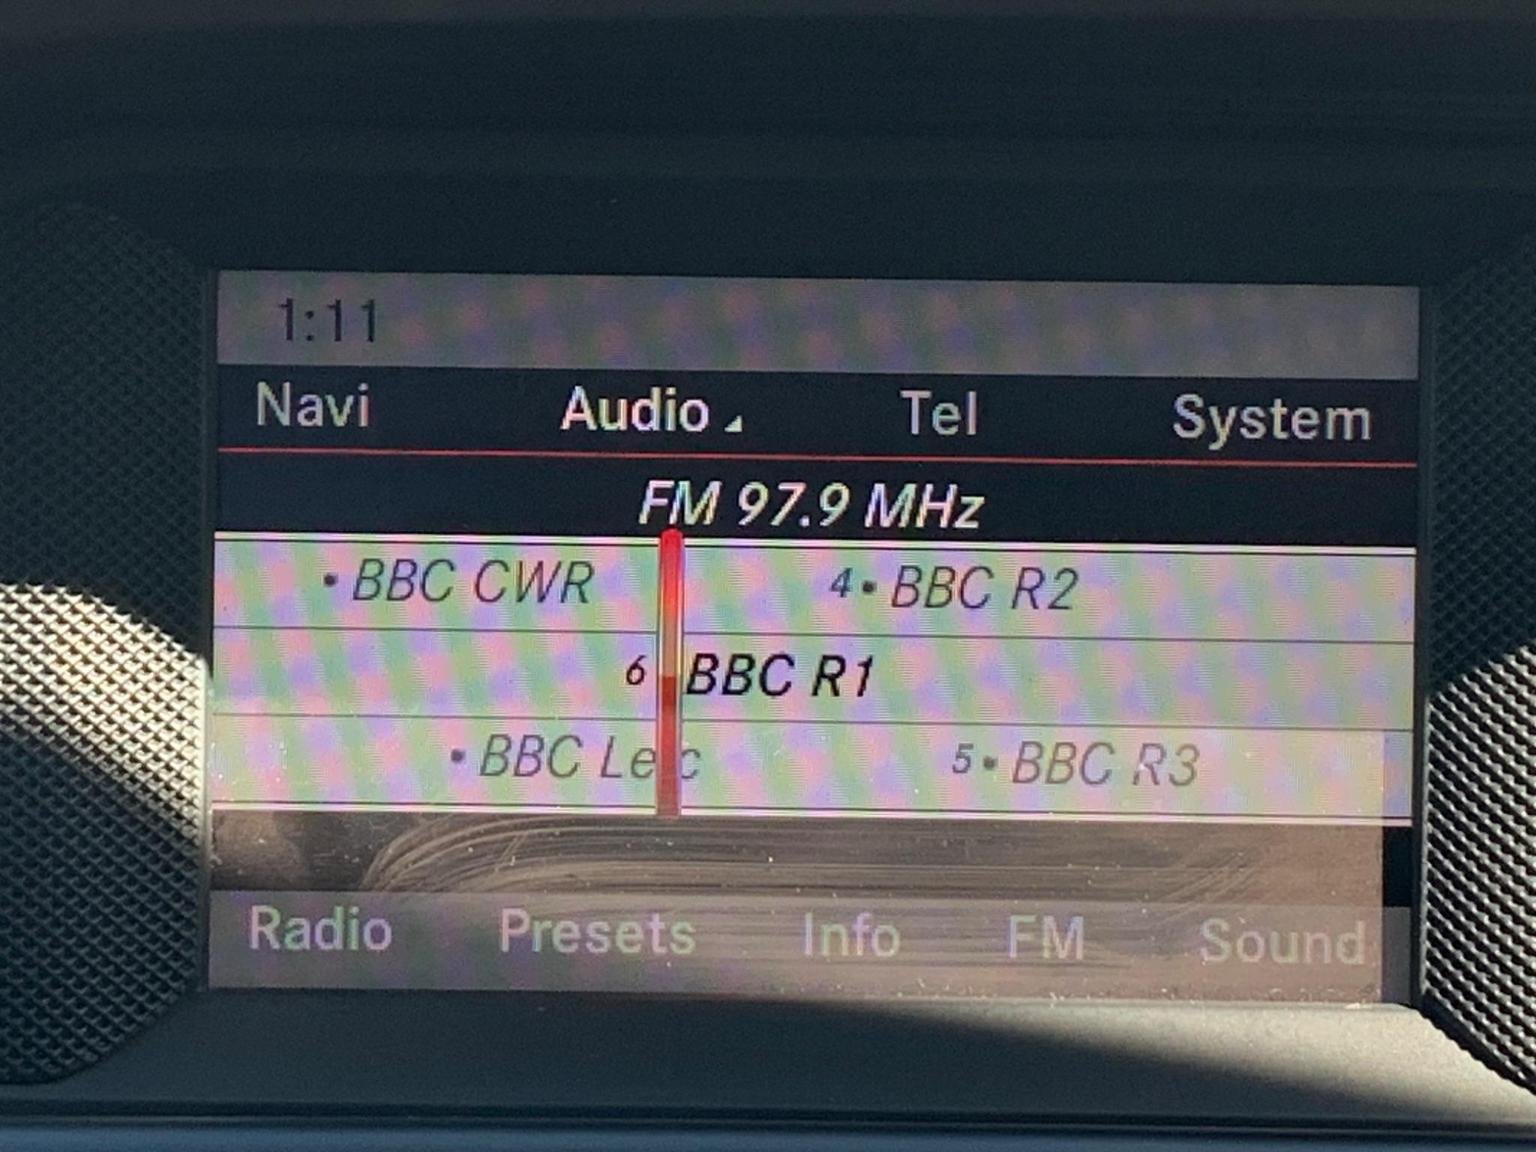 1:11
Navi Audio Tel System
FM 97.9 MHz
• BBC CWR 4• BBC R2
6 BBC R1
• BBC Leic 5• BBC R3
Radio Presets Info FM Sound